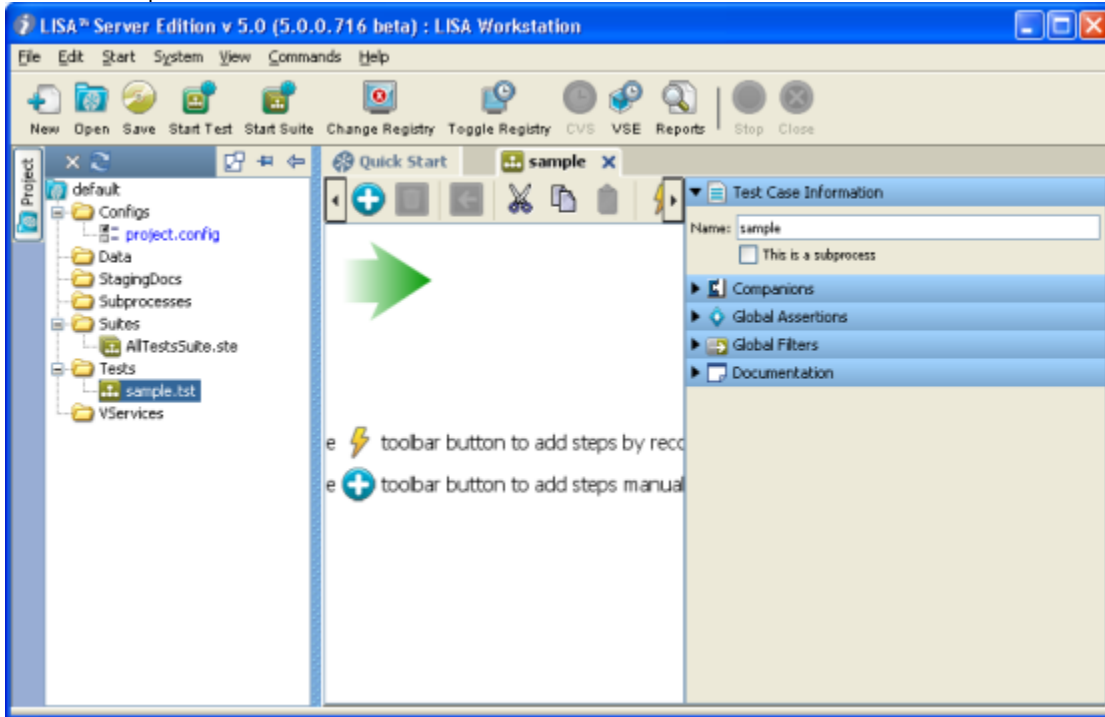 LISA™ Server Edition v 5.0 (5.0.0.716 beta) : LISA Workstation
File Edit Start System View Commands Help
New Open Save Start Test Start Suite Change Registry Toggle Registry CVS VSE Reports Stop Close
Project
Quick Start sample
default
Configs
project.config
Data
StagingDocs
Subprocesses
Suites
AllTestsSuite.ste
Tests
sample.tst
VServices
e toolbar button to add steps by reco
e toolbar button to add steps manual
Test Case Information
Name: sample
This is a subprocess
Companions
Global Assertions
Global Filters
Documentation